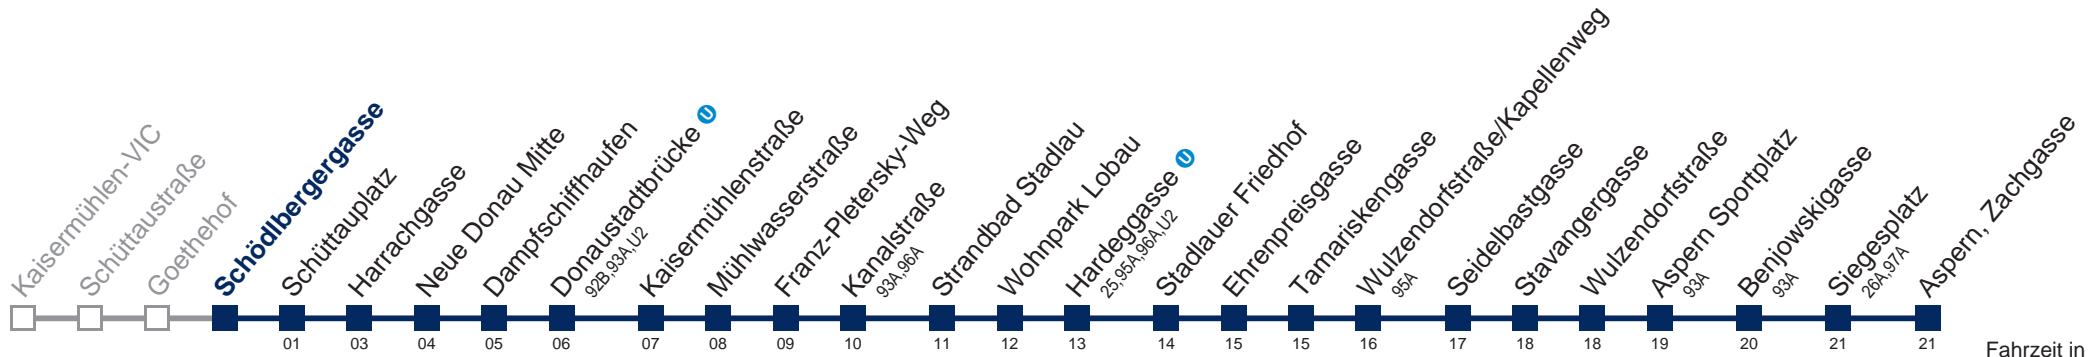 Kaisermühlen-VIC
Schüttaustraße
Goethehof
Schödlbergergasse
Schüttauplatz
Harrachgasse
Neue Donau Mitte
Dampfschiffhaufen
Donaustadtbrücke U
92B,93A,U2
Kaisermühlenstraße
Mühlwasserstraße
Franz-Pletersky-Weg
Kanalstraße
93A,96A
Strandbad Stadlau
Wohnpark Lobau
Hardeggasse U
25,95A,96A,U2
Stadlauer Friedhof
Ehrenpreisgasse
Tamariskengasse
Wulzendorfstraße/Kapellenweg
95A
Seidelbastgasse
Stavangergasse
Wulzendorfstraße
Aspern Sportplatz
93A
Benjowskigasse
93A
Siegesplatz
26A,97A
Aspern, Zachgasse
01 03 04 05 06 07 08 09 10 11 12 13 14 15 15 16 17 18 18 19 20 21 21
Fahrzeit in